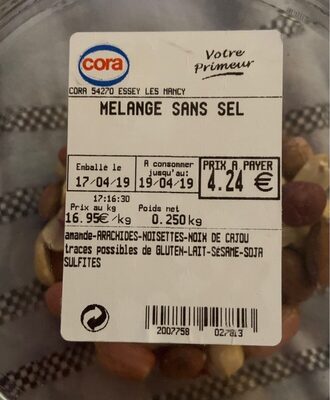 cora
Votre
Primeur
CORA 54270 ESSEY LES NANCY
MELANGE SANS SEL
Emballé le
17/04/19
A consommer
jusqu'au:
19/04/19
PRIX A PAYER
4.24 €
17:16:30
Prix au kg
16.95€/kg
Poids net
0.250kg
amande-ARACHIDES-NOISETTES-NOIX DE CAJOU
traces possibles de GLUTEN-LAIT-SéSAME-SOJA
SULFITES
2007758